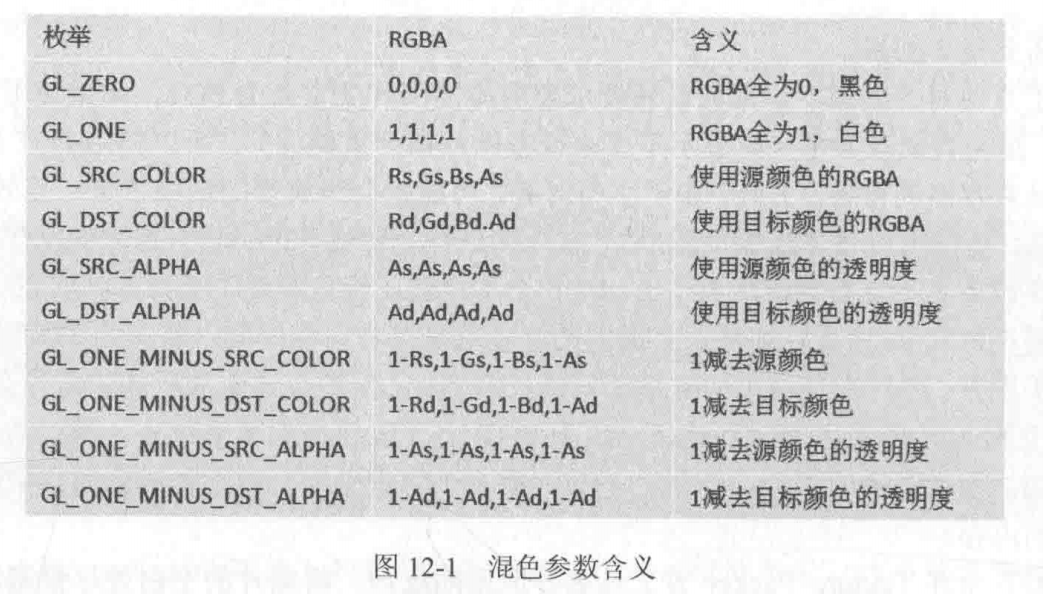 枚举 RGBA 含义
GL_ZERO 0,0,0,0 RGBA全为0，黑色
GL_ONE 1,1,1,1 RGBA全为1，白色
GL_SRC_COLOR Rs,Gs,Bs,As 使用源颜色的RGBA
GL_DST_COLOR Rd,Gd,Bd.Ad 使用目标颜色的RGBA
GL_SRC_ALPHA As,As,As,As 使用源颜色的透明度
GL_DST_ALPHA Ad,Ad,Ad,Ad 使用目标颜色的透明度
GL_ONE_MINUS_SRC_COLOR 1-Rs,1-Gs,1-Bs,1-As 1减去源颜色
GL_ONE_MINUS_DST_COLOR 1-Rd,1-Gd,1-Bd,1-Ad 1减去目标颜色
GL_ONE_MINUS_SRC_ALPHA 1-As,1-As,1-As,1-As 1减去源颜色的透明度
GL_ONE_MINUS_DST_ALPHA 1-Ad,1-Ad,1-Ad,1-Ad 1减去目标颜色的透明度
图 12-1 混色参数含义